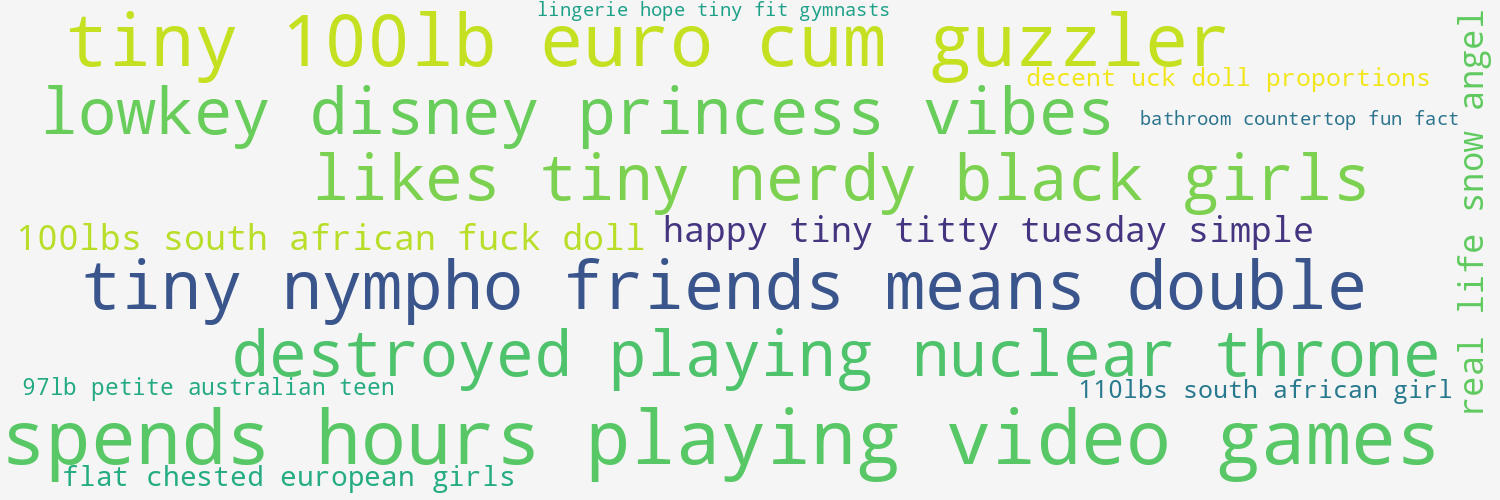 lingerie hope tiny fit gymnasts
tiny 100lb euro cum guzzler
decent uck doll proportions
lowkey disney princess vibes
bathroom countertop fun fact
likes tiny nerdy black girls
real life snow angel
100lbs south african fuck doll
happy tiny titty tuesday simple
tiny nympho friends means double
destroyed playing nuclear throne
97lb petite australian teen
110lbs south african girl
spends hours playing video games
flat chested european girls